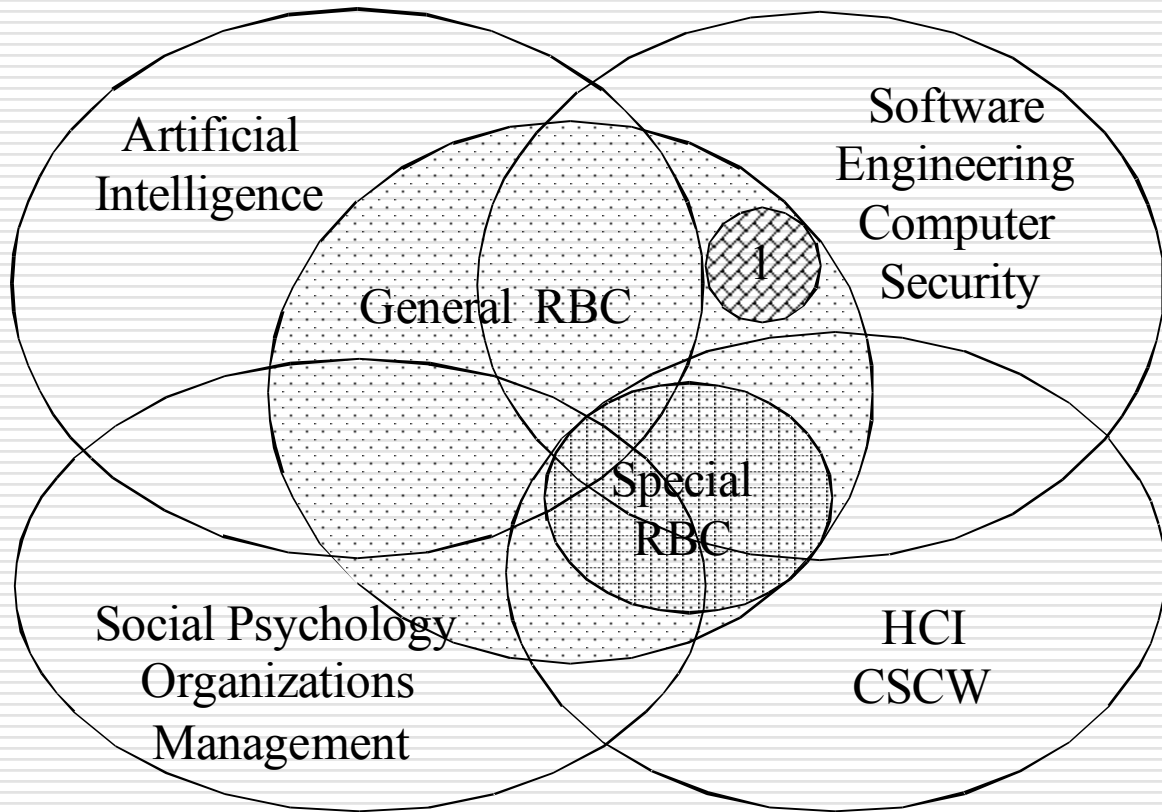 Artificial
Intelligence
Software
Engineering
Computer
Security
1
General RBC
Special
RBC
Social Psychology
Organizations
Management
HCI
CSCW